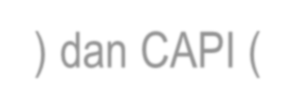 ) dan CAPI (